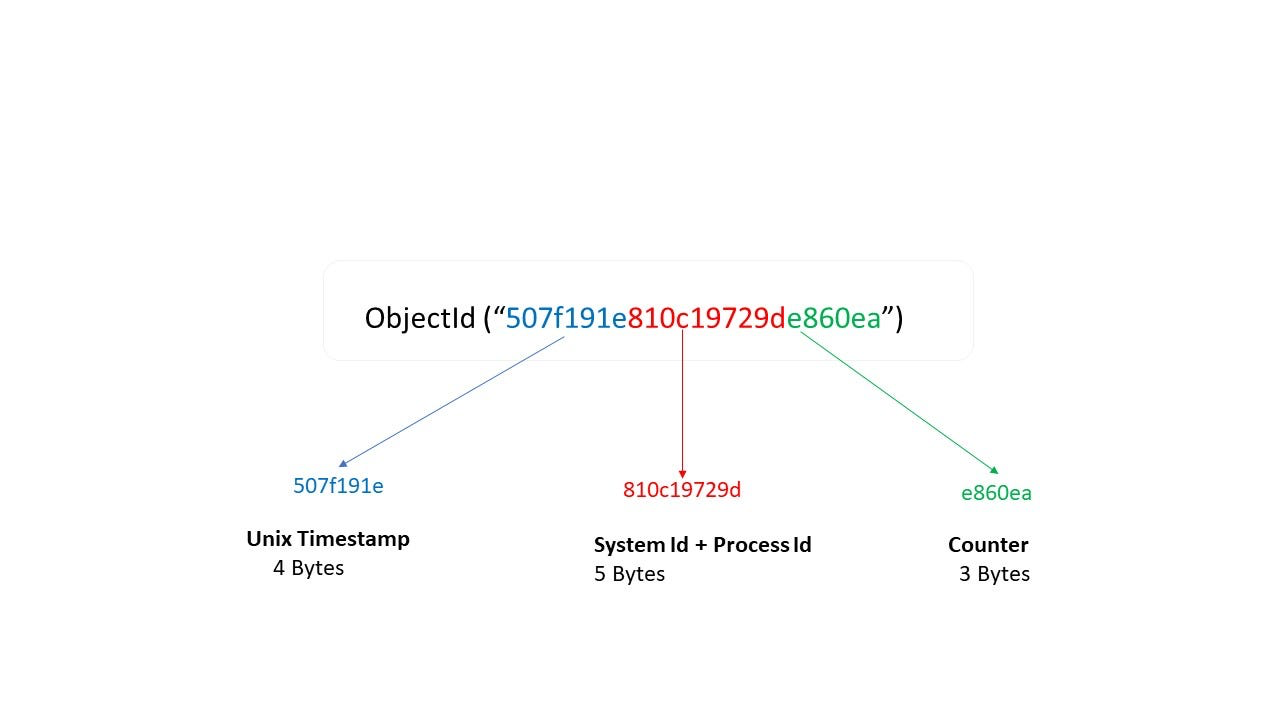 ObjectId (“507f191e810c19729de860ea”)
507f191e
810c19729d
e860ea
Unix Timestamp
4 Bytes
System Id + Process Id
5 Bytes
Counter
3 Bytes